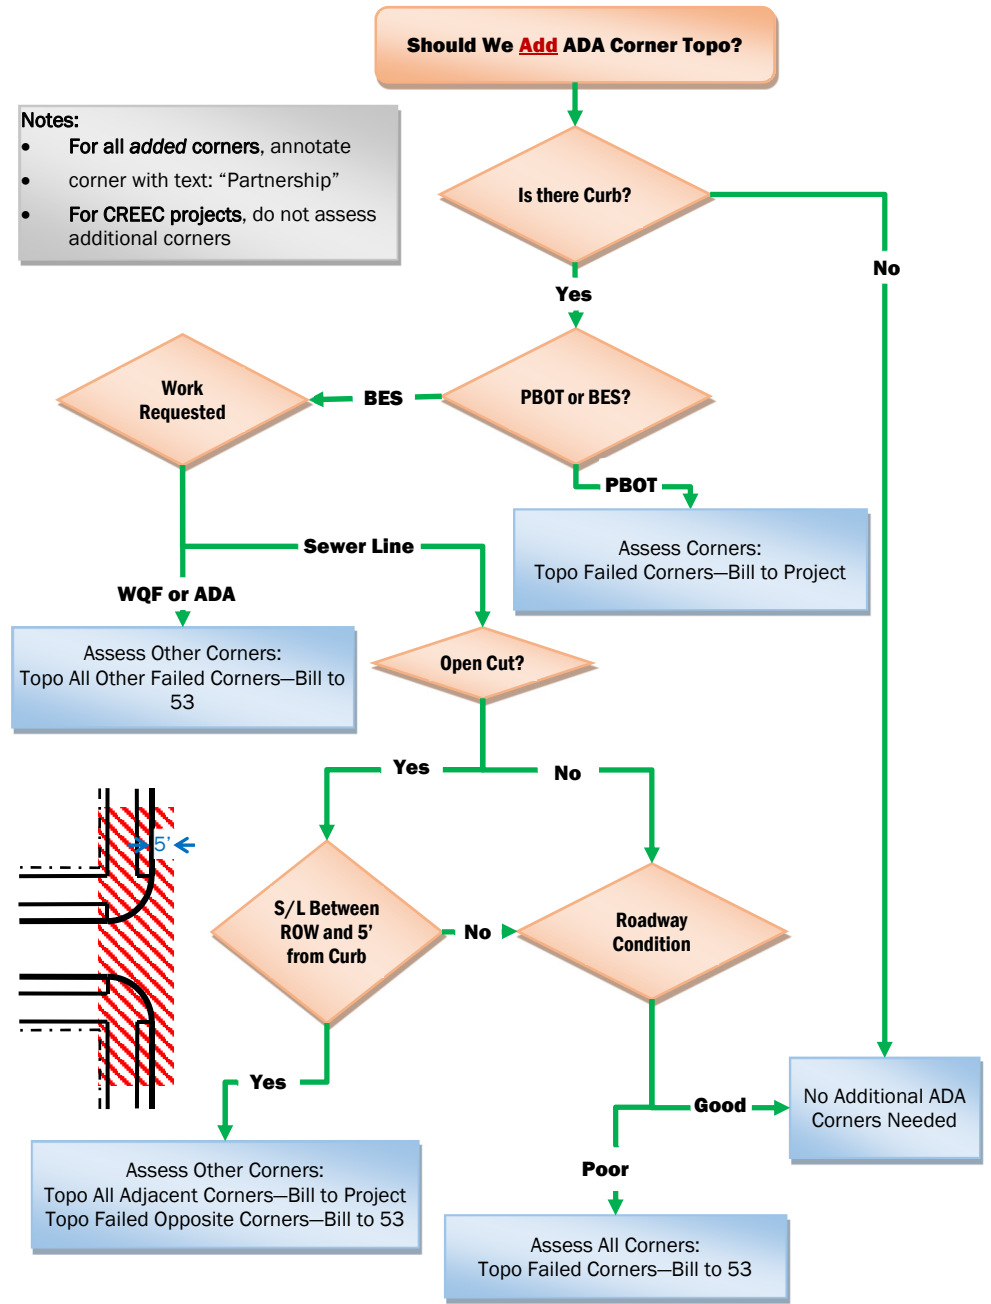 Should We Add ADA Corner Topo?
Notes:
• For all added corners, annotate
• corner with text: “Partnership”
• For CREEC projects, do not assess
additional corners
Is there Curb?
No
Yes
Work
Requested
BES
PBOT or BES?
PBOT
Assess Corners:
Topo Failed Corners—Bill to Project
Sewer Line
WQF or ADA
Assess Other Corners:
Topo All Other Failed Corners—Bill to
53
Open Cut?
Yes
No
5’
S/L Between
ROW and 5’
from Curb
No
Roadway
Condition
Yes
Good
No Additional ADA
Corners Needed
Poor
Assess Other Corners:
Topo All Adjacent Corners—Bill to Project
Topo Failed Opposite Corners—Bill to 53
Assess All Corners:
Topo Failed Corners—Bill to 53